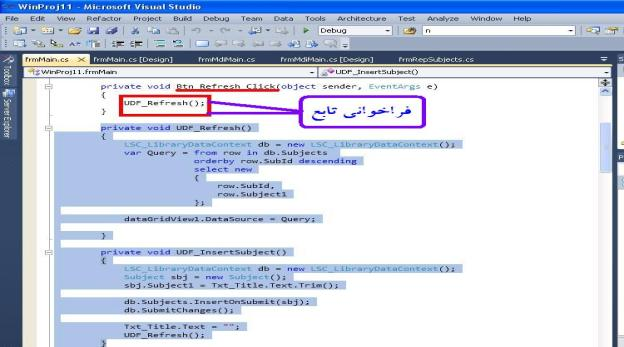 WinProj11 - Microsoft Visual Studio
File Edit View Refactor Project Build Debug Team Data Tools Architecture Test Analyze Window Help
Debug n
frmMain.cs frmMain.cs [Design] frmMdiMain.cs frmMdiMain.cs [Design] frmRepSubjects.cs
WinProj11.frmMain UDF_InsertSubject()
Toolbox
Server Explorer
private void Btn_Refresh_Click(object sender, EventArgs e)
{
UDF_Refresh();
فراخوانی تابع
}
private void UDF_Refresh()
{
LSC_LibraryDataContext db = new LSC_LibraryDataContext();
var Query = from row in db.Subjects
orderby row.SubId descending
select new
{
row.SubId,
row.Subject1
};
dataGridView1.DataSource = Query;
}
private void UDF_InsertSubject()
{
LSC_LibraryDataContext db = new LSC_LibraryDataContext();
Subject sbj = new Subject();
sbj.Subject1 = Txt_Title.Text.Trim();
db.Subjects.InsertOnSubmit(sbj);
db.SubmitChanges();
Txt_Title.Text = "";
UDF_Refresh();
}